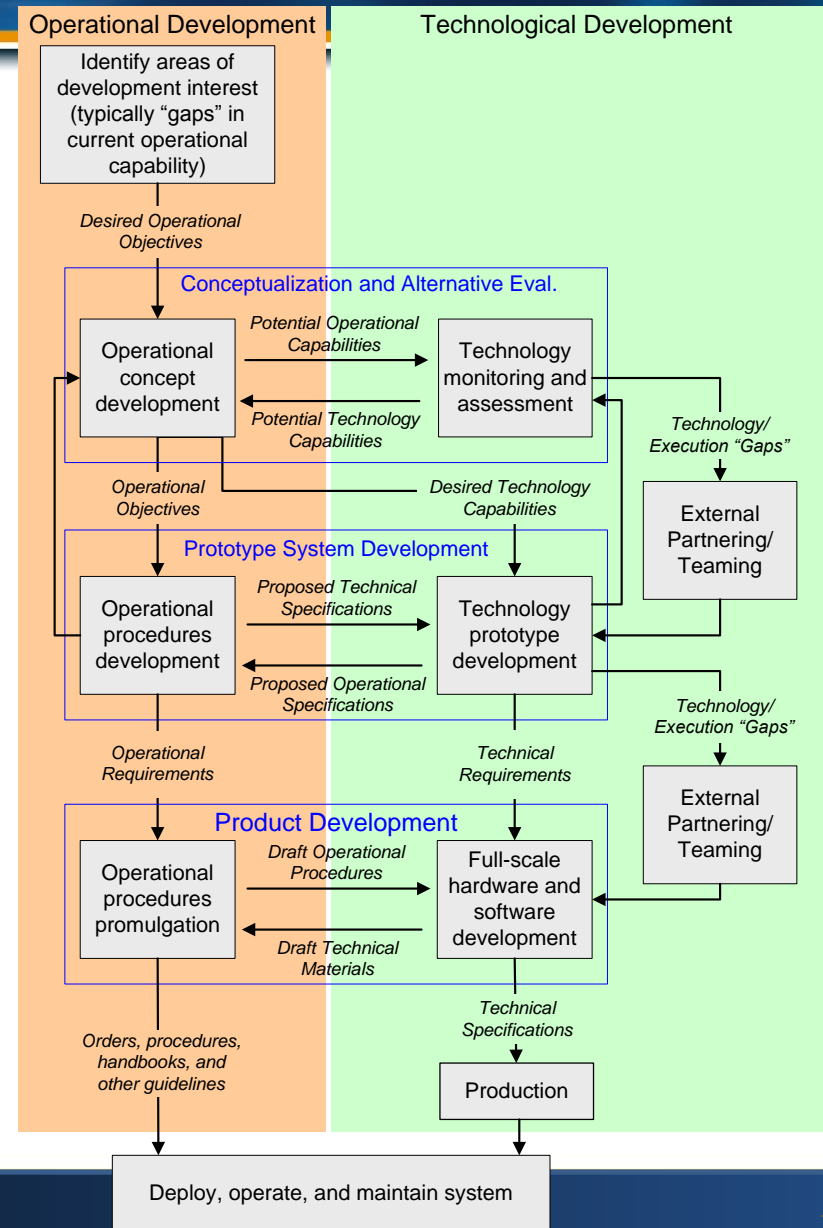 Operational Development
Technological Development
Identify areas of
development interest
(typically “gaps” in
current operational
capability)
Desired Operational
Objectives
Conceptualization and Alternative Eval.
Operational
concept
development
Potential Operational
Capabilities
Potential Technology
Capabilities
Technology
monitoring and
assessment
Technology/
Execution “Gaps”
Operational
Objectives
Desired Technology
Capabilities
External
Partnering/
Teaming
Prototype System Development
Operational
procedures
development
Proposed Technical
Specifications
Proposed Operational
Specifications
Technology
prototype
development
Technology/
Execution “Gaps”
Operational
Requirements
Technical
Requirements
External
Partnering/
Teaming
Product Development
Operational
procedures
promulgation
Draft Operational
Procedures
Draft Technical
Materials
Full-scale
hardware and
software
development
Technical
Specifications
Orders, procedures,
handbooks, and
other guidelines
Production
Deploy, operate, and maintain system